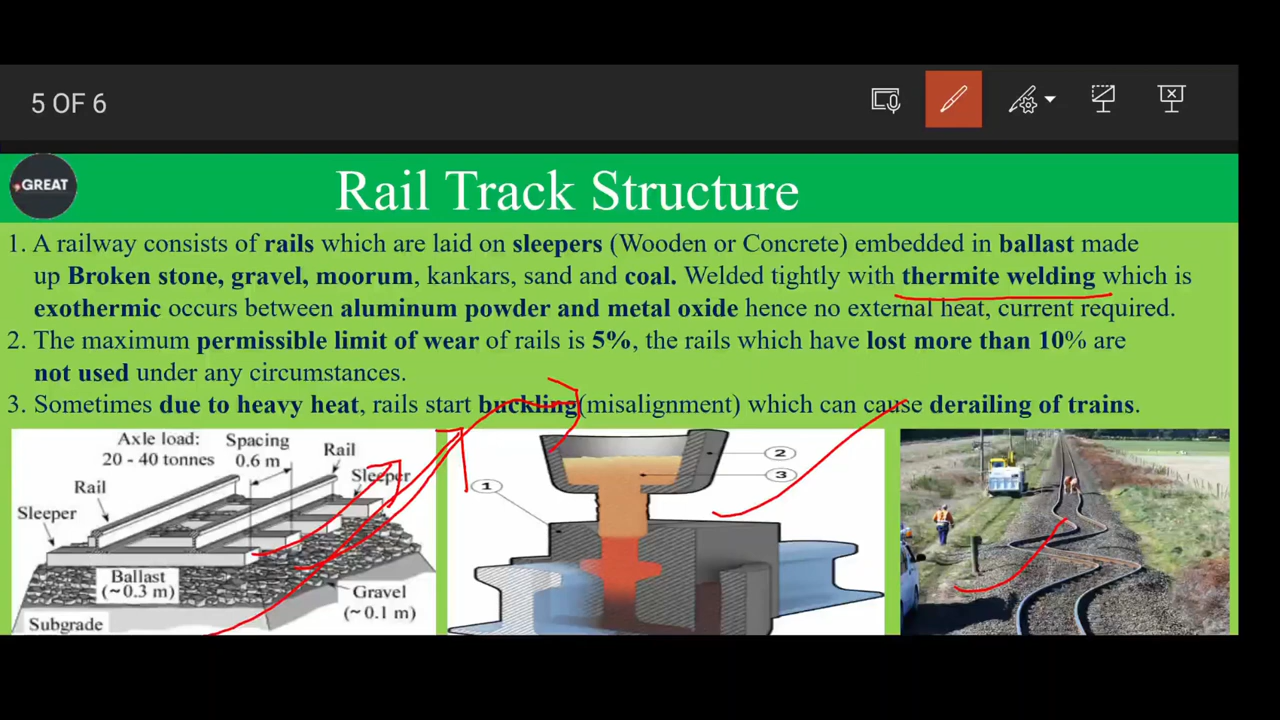 5 OF 6
GREAT
Rail Track Structure
1. A railway consists of rails which are laid on sleepers (Wooden or Concrete) embedded in ballast made
up Broken stone, gravel, moorum, kankars, sand and coal. Welded tightly with thermite welding which is
exothermic occurs between aluminum powder and metal oxide hence no external heat, current required.
2. The maximum permissible limit of wear of rails is 5%, the rails which have lost more than 10% are
not used under any circumstances.
3. Sometimes due to heavy heat, rails start buckling(misalignment) which can cause derailing of trains.
Axle load:
20 - 40 tonnes
Spacing
0.6 m
Rail
Sleeper
Rail
Sleeper
Ballast
(~0.3 m)
Gravel
(~0.1 m)
Subgrade
1
2
3